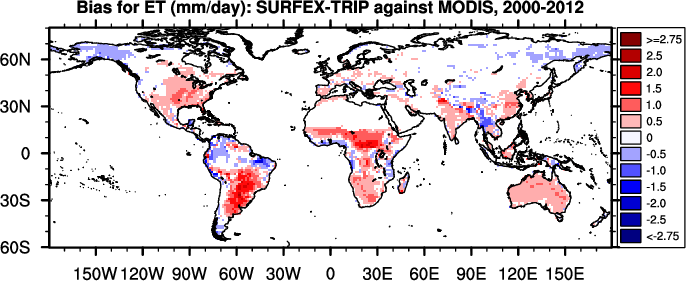 Bias for ET (mm/day): SURFEX-TRIP against MODIS, 2000-2012
60N
30N
0
30S
60S
150W 120W 90W 60W 30W 0 30E 60E 90E 120E 150E
>=2.75
2.5
2.0
1.5
1.0
0.5
0
-0.5
-1.0
-1.5
-2.0
-2.5
<-2.75